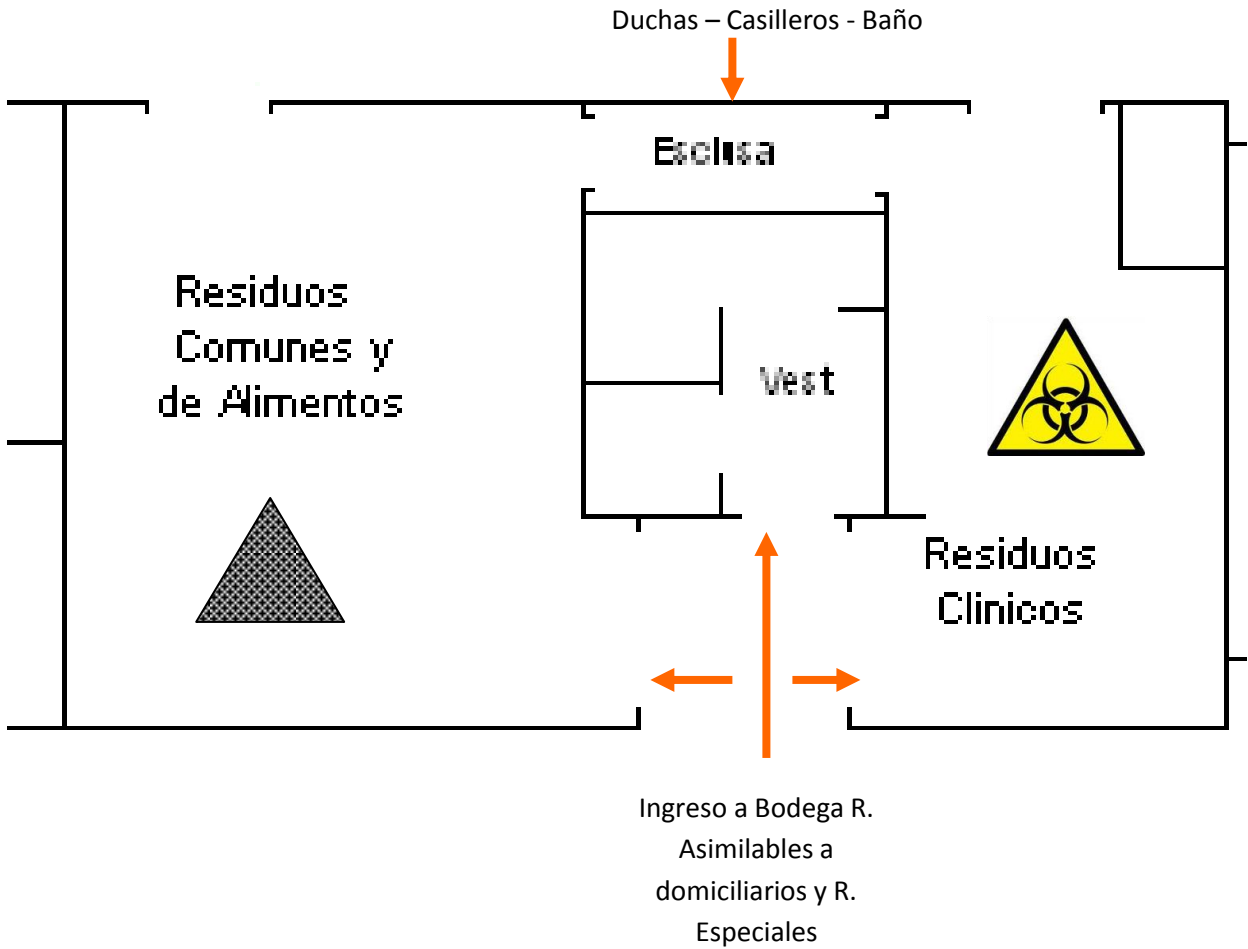 Duchas – Casilleros - Baño
Esclusa
Residuos
Comunes y
de Alimentos
Vest
Residuos
Clinicos
Ingreso a Bodega R.
Asimilables a
domiciliarios y R.
Especiales